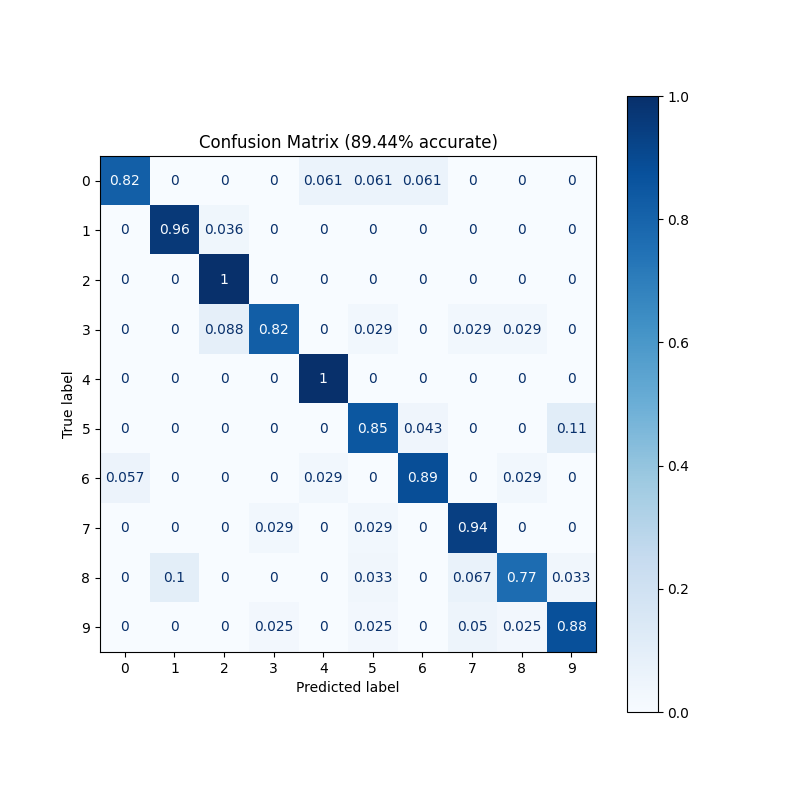 Confusion Matrix (89.44% accurate)
0 0.82 0 0 0 0.061 0.061 0.061 0 0 0
1 0 0.96 0.036 0 0 0 0 0 0 0
2 0 0 1 0 0 0 0 0 0 0
3 0 0 0.088 0.82 0 0.029 0 0.029 0.029 0
4 0 0 0 0 1 0 0 0 0 0
5 0 0 0 0 0 0.85 0.043 0 0 0.11
6 0.057 0 0 0 0.029 0 0.89 0 0.029 0
7 0 0 0 0.029 0 0.029 0 0.94 0 0
8 0 0.1 0 0 0 0.033 0 0.067 0.77 0.033
9 0 0 0 0.025 0 0.025 0 0.05 0.025 0.88
0 1 2 3 4 5 6 7 8 9
Predicted label
True label
1.0
0.8
0.6
0.4
0.2
0.0